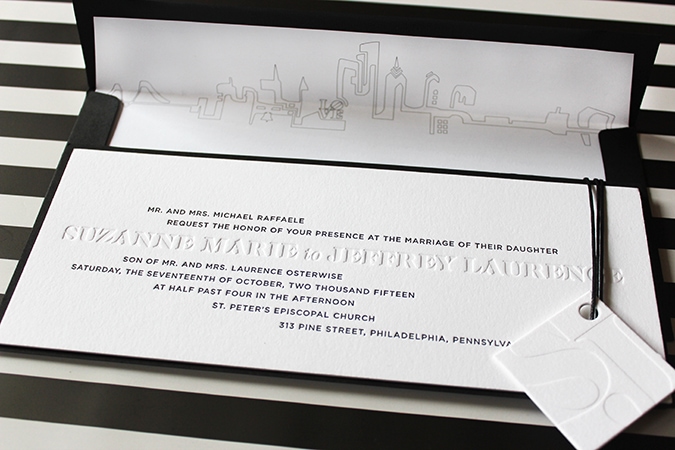 MR. AND MRS. MICHAEL RAFFAELE
REQUEST THE HONOR OF YOUR PRESENCE AT THE MARRIAGE OF THEIR DAUGHTER
SUZANNE MARIE to JEFFREY LAURENCE
SON OF MR. AND MRS. LAURENCE OSTERWISE
SATURDAY, THE SEVENTEENTH OF OCTOBER, TWO THOUSAND FIFTEEN
AT HALF PAST FOUR IN THE AFTERNOON
ST. PETER'S EPISCOPAL CHURCH
313 PINE STREET, PHILADELPHIA, PENNSYLVA